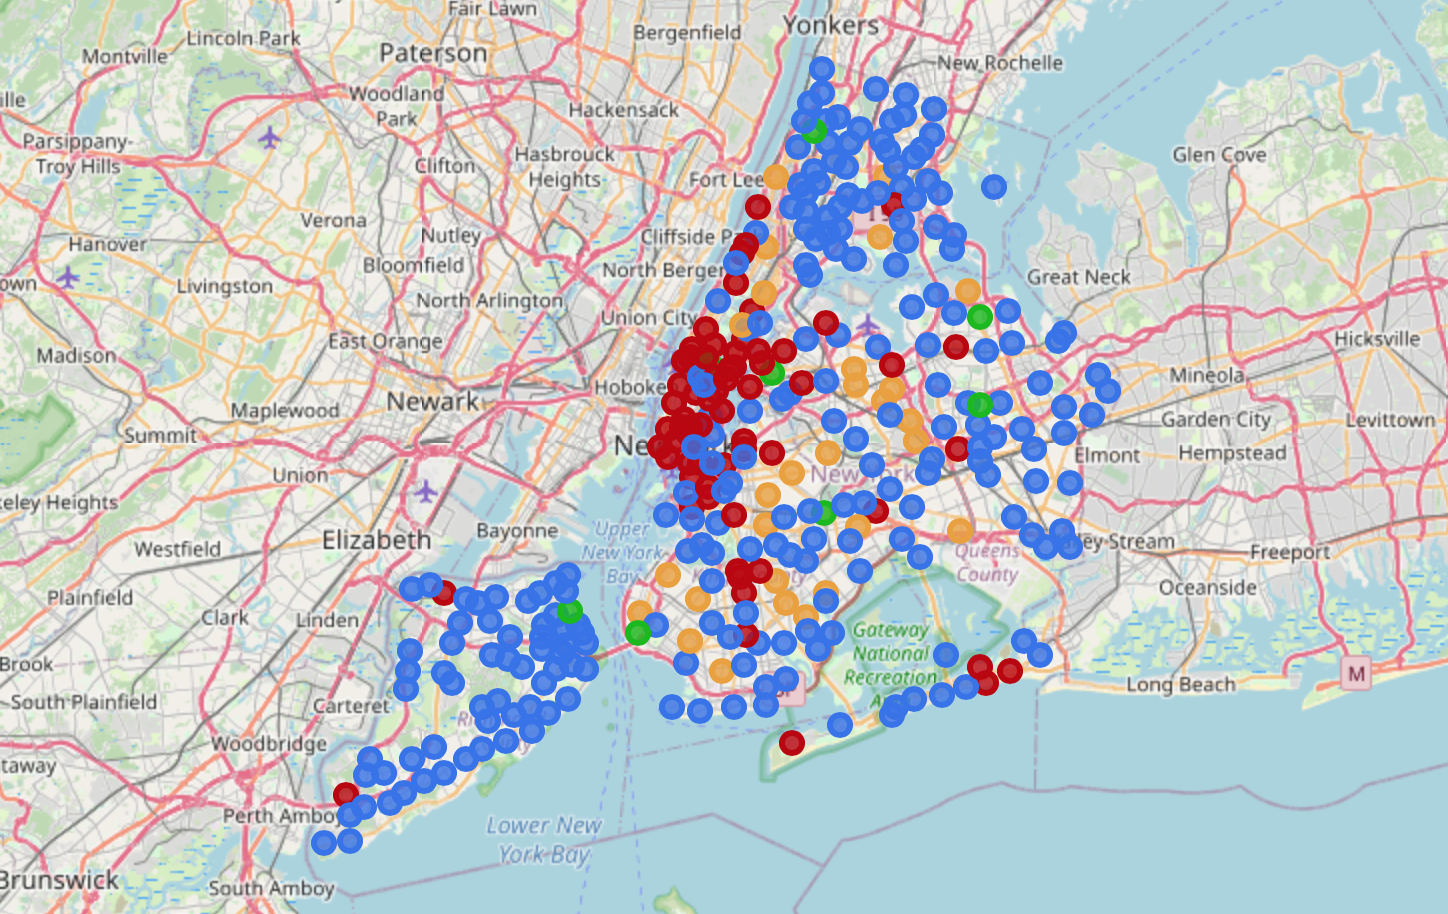 Fair Lawn
Yonkers
Lincoln Park
Bergenfield
Montville
Paterson
New Rochelle
Woodland
Park
Hackensack
Parsippany-
Troy Hills
Clifton
Hasbrouck
Heights
Fort Lee
Glen Cove
Verona
Nutley
Hanover
Cliffside
Bloomfield
North Bergen
Great Neck
Livingston
North Arlington
Union City
East Orange
Hicksville
Madison
Mineola
Newark
Maplewood
Garden City
Levittown
Summit
New York
Elmont
Hempstead
Union
keley Heights
Upper
New York
Bay
Bayonne
Elizabeth
Westfield
Queens
County
ey Stream
Freeport
Plainfield
Oceanside
Clark
Linden
Gateway
National
Recreation
Brook
South Plainfield
Carteret
Long Beach
M
Woodbridge
taway
Perth Amboy
Lower New
York Bay
Brunswick
South Amboy